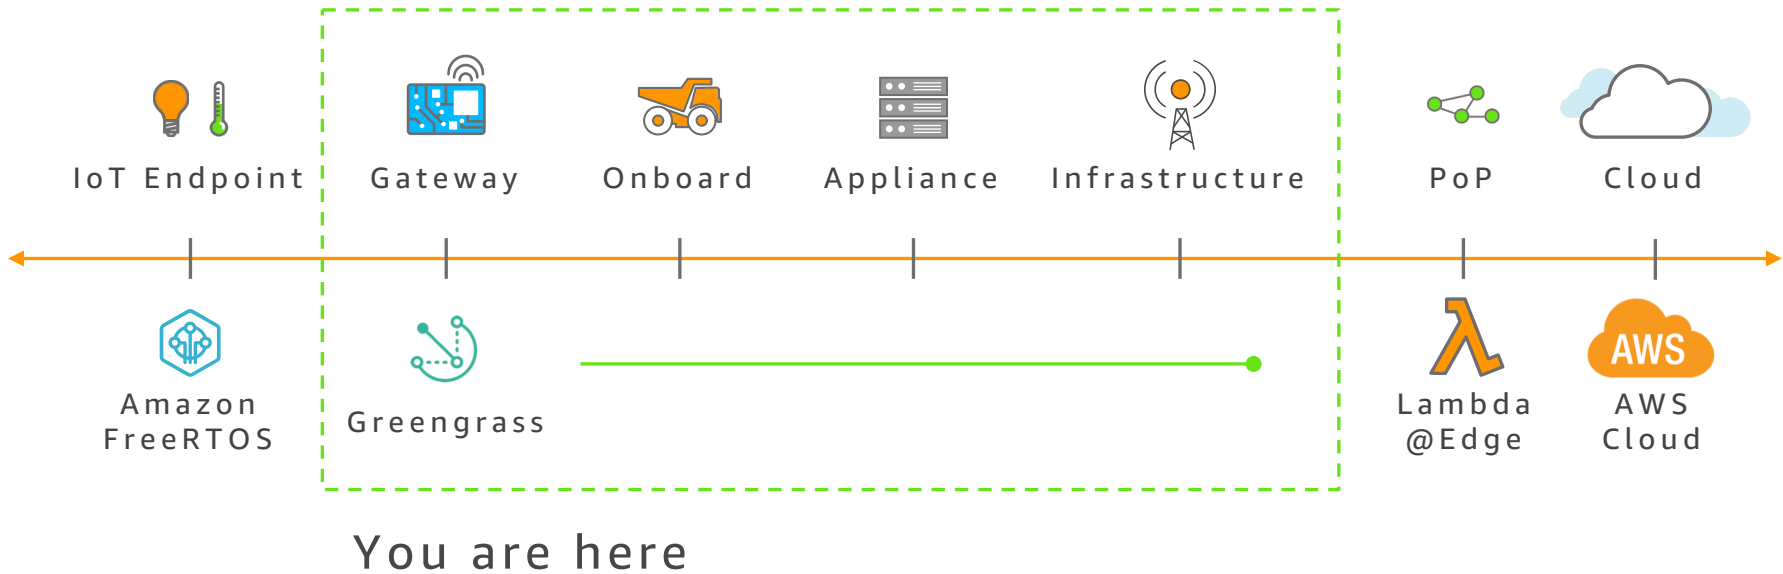 IoT Endpoint
Gateway
Onboard
Appliance
Infrastructure
PoP
Cloud
Amazon
FreeRTOS
Greengrass
Lambda
@Edge
AWS
AWS
Cloud
You are here